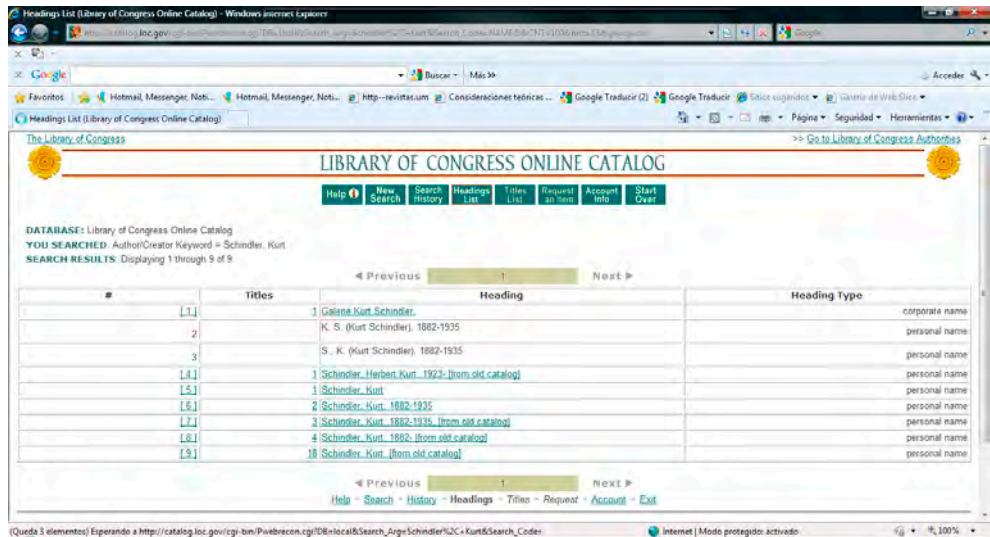 Headings List (Library of Congress Online Catalog) - Windows Internet Explorer
Google
Google Buscar Más >> Acceder
Favoritos Hotmail, Messenger, Noti... Hotmail, Messenger, Noti... http--revistas.um Consideraciones teóricas ... Google Traducir (2) Google Traducir Sitios sugeridos Galería de Web Slice
Headings List (Library of Congress Online Catalog) Página Seguridad Herramientas
The Library of Congress >> Go to Library of Congress Authorities
LIBRARY OF CONGRESS ONLINE CATALOG
Help New Search Search History Headings List Titles List Request an Item Account Info Start Over
DATABASE: Library of Congress Online Catalog
YOU SEARCHED: Author/Creator Keyword = Schindler, Kurt
SEARCH RESULTS: Displaying 1 through 9 of 9.
Previous 1 Next
# Titles Heading Heading Type
[ 1 ] 1 Galerie Kurt Schindler. corporate name
2 K. S. (Kurt Schindler), 1882-1935 personal name
3 S., K. (Kurt Schindler), 1882-1935 personal name
[ 4 ] 1 Schindler, Herbert Kurt, 1923- [from old catalog] personal name
[ 5 ] 1 Schindler, Kurt personal name
[ 6 ] 2 Schindler, Kurt, 1882-1935 personal name
[ 7 ] 3 Schindler, Kurt, 1882-1935, [from old catalog] personal name
[ 8 ] 4 Schindler, Kurt, 1882- [from old catalog] personal name
[ 9 ] 18 Schindler, Kurt. [from old catalog] personal name
Previous 1 Next
Help - Search - History - Headings - Titles - Request - Account - Exit
(Queda 3 elementos) Esperando a http://catalog.loc.gov/cgi-bin/Pwebrecon.cgi?DB=local&Search_Arg=Schindler%2C+Kurt&Search_Code= Internet | Modo protegido: activado 100%